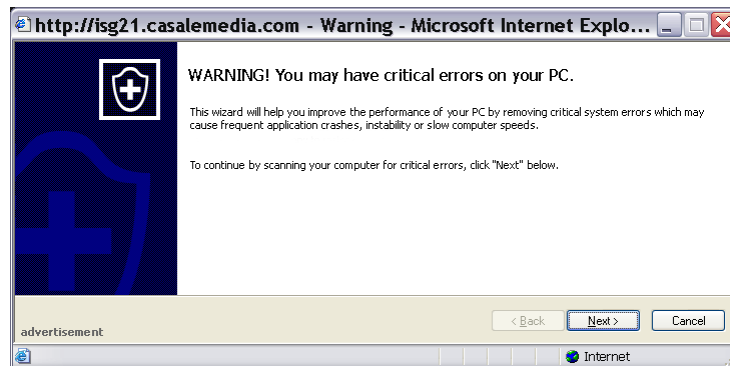 http://isg21.casalemedia.com - Warning - Microsoft Internet Explo...
WARNING! You may have critical errors on your PC.
This wizard will help you improve the performance of your PC by removing critical system errors which may
cause frequent application crashes, instability or slow computer speeds.
To continue by scanning your computer for critical errors, click "Next" below.
< Back Next > Cancel
advertisement
Internet